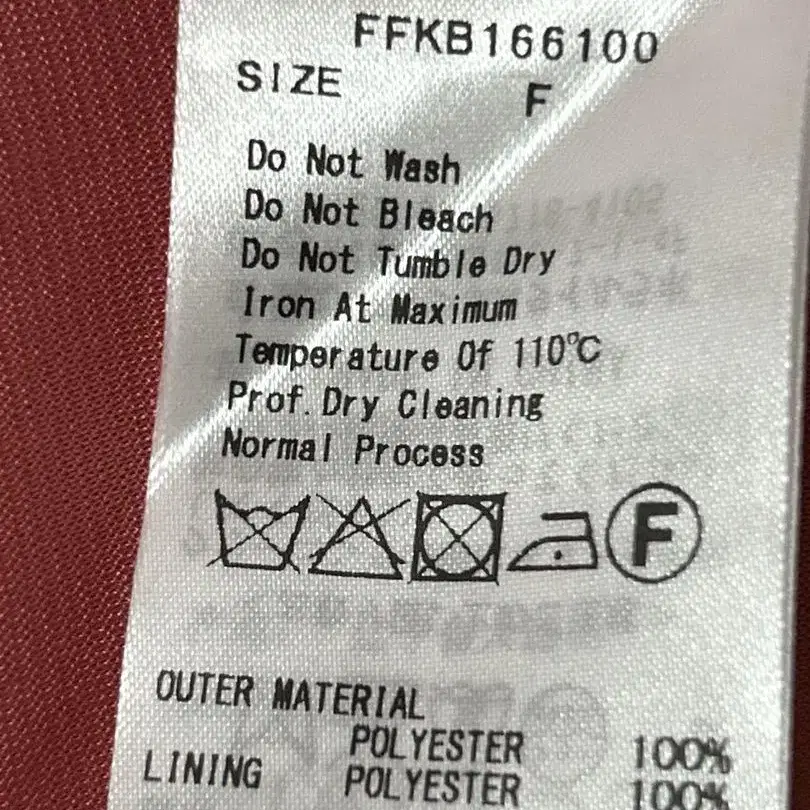 FFKB166100
SIZE F
Do Not Wash
Do Not Bleach
Do Not Tumble Dry
Iron At Maximum
Temperature Of 110℃
Prof. Dry Cleaning
Normal Process
F
OUTER MATERIAL
POLYESTER 100%
LINING POLYESTER 100%